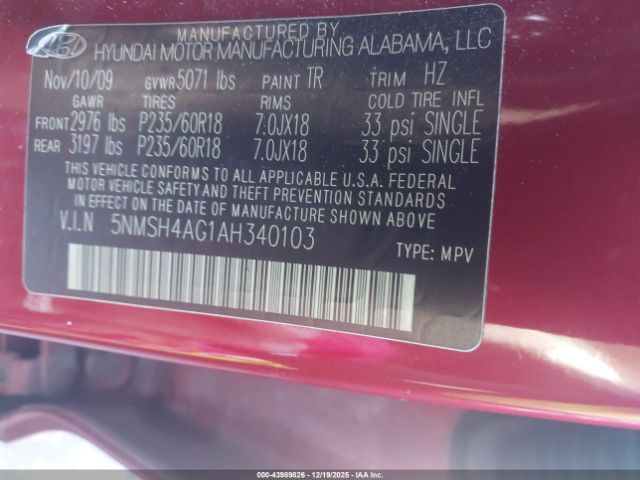 MANUFACTURED BY
HYUNDAI MOTOR MANUFACTURING ALABAMA, LLC
Nov/10/09 GVWR 5071 lbs PAINT TR TRIM HZ
GAWR TIRES RIMS COLD TIRE INFL
FRONT 2976 lbs P235/60R18 7.0JX18 33 psi SINGLE
REAR 3197 lbs P235/60R18 7.0JX18 33 psi SINGLE
THIS VEHICLE CONFORMS TO ALL APPLICABLE U.S.A. FEDERAL
MOTOR VEHICLE SAFETY AND THEFT PREVENTION STANDARDS
IN EFFECT ON THE DATE OF MANUFACTURE SHOWN ABOVE.
V.I.N 5NMSH4AG1AH340103
TYPE: MPV
000-43989826 - 12/19/2025 - IAAI.COM